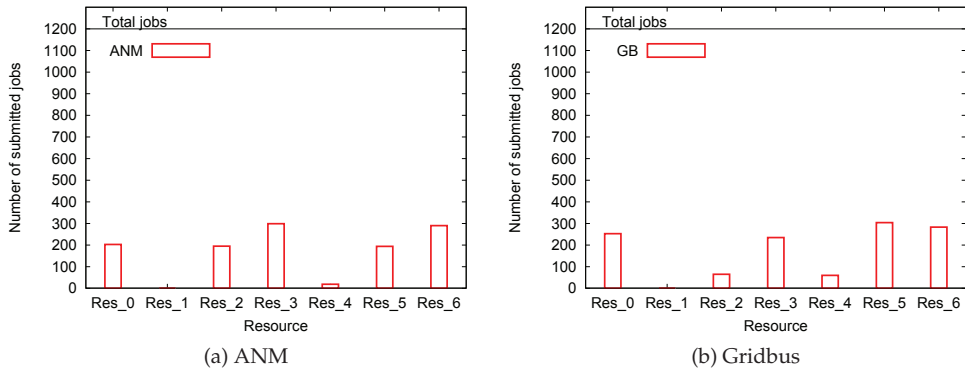 Total jobs
1200
ANM
1100
1000
900
800
700
600
500
400
300
200
100
0
Number of submitted jobs
Res_0 Res_1 Res_2 Res_3 Res_4 Res_5 Res_6
Resource
(a) ANM
Total jobs
1200
GB
1100
1000
900
800
700
600
500
400
300
200
100
0
Number of submitted jobs
Res_0 Res_1 Res_2 Res_3 Res_4 Res_5 Res_6
Resource
(b) Gridbus